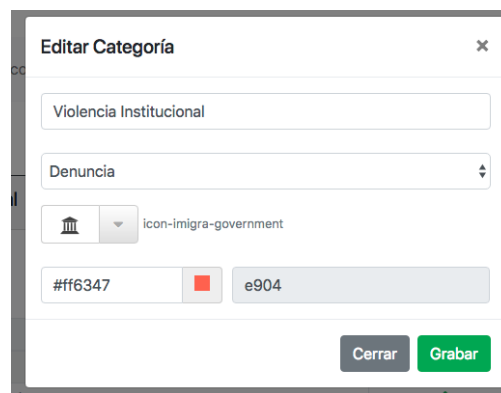 Editar Categoría ×
Violencia Institucional
Denuncia
icon-imigra-government
#ff6347 e904
Cerrar Grabar